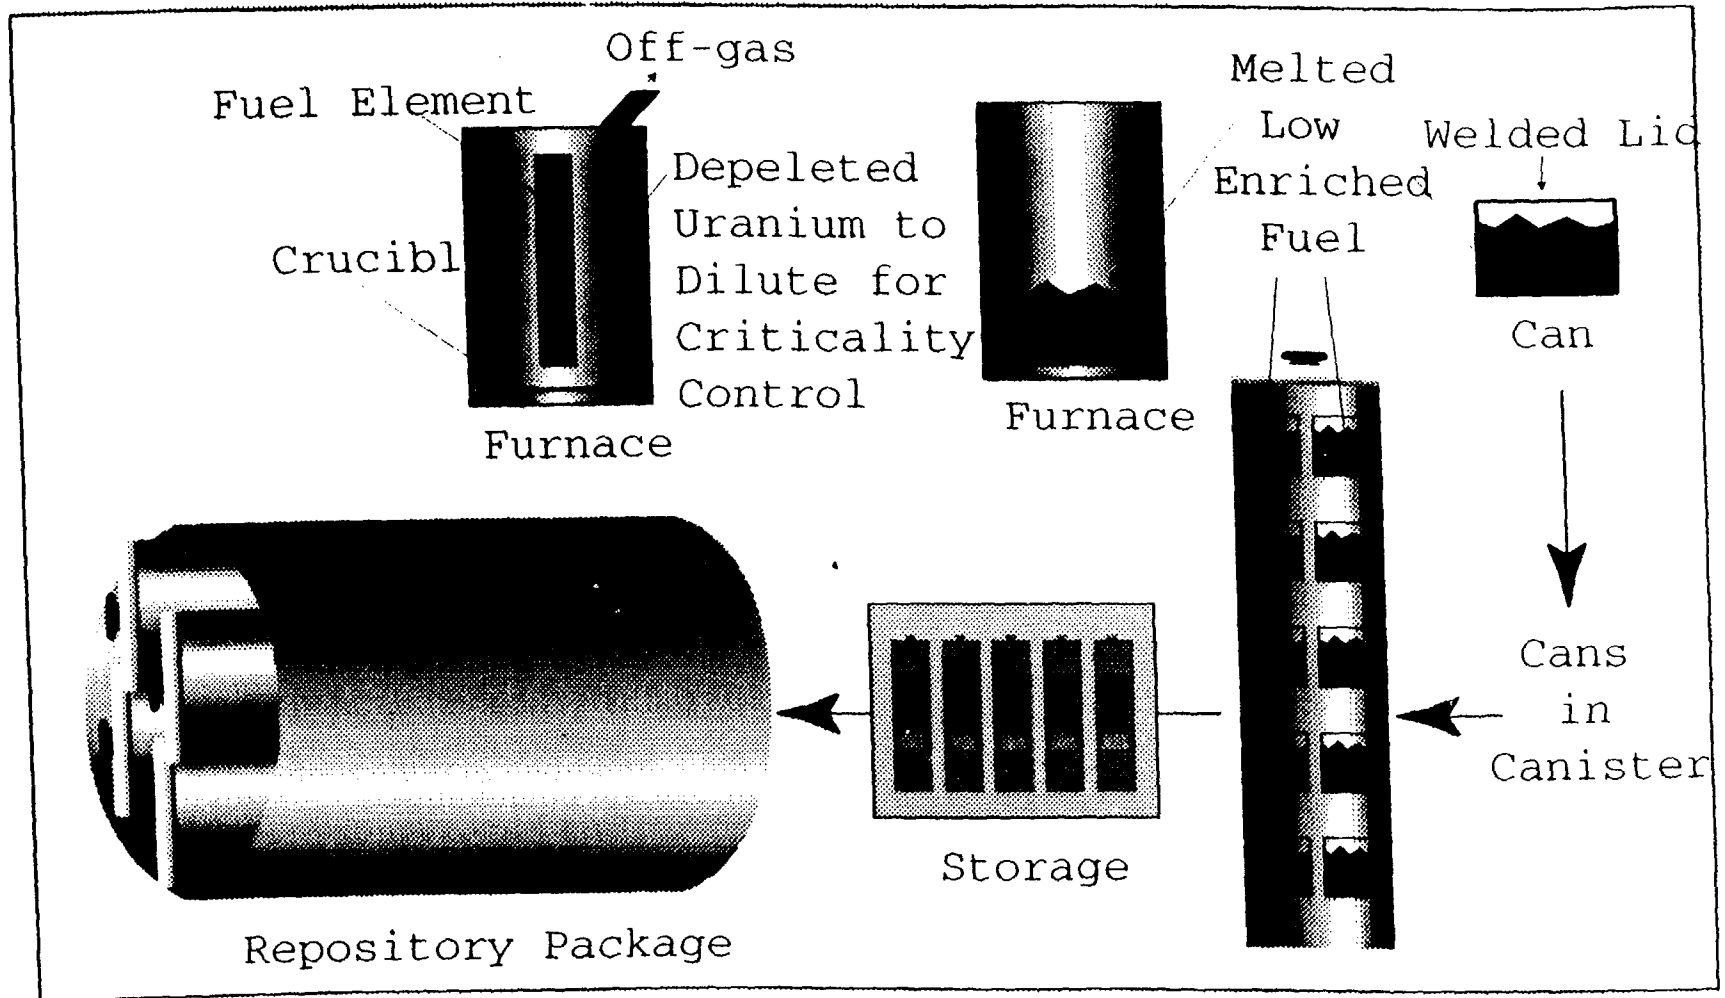 Off-gas
Fuel Element
Crucibl
Depeleted
Uranium to
Dilute for
Criticality
Control
Furnace
Melted
Low
Enriched
Fuel
Furnace
Welded Lid
Can
Cans
in
Canister
Storage
Repository Package